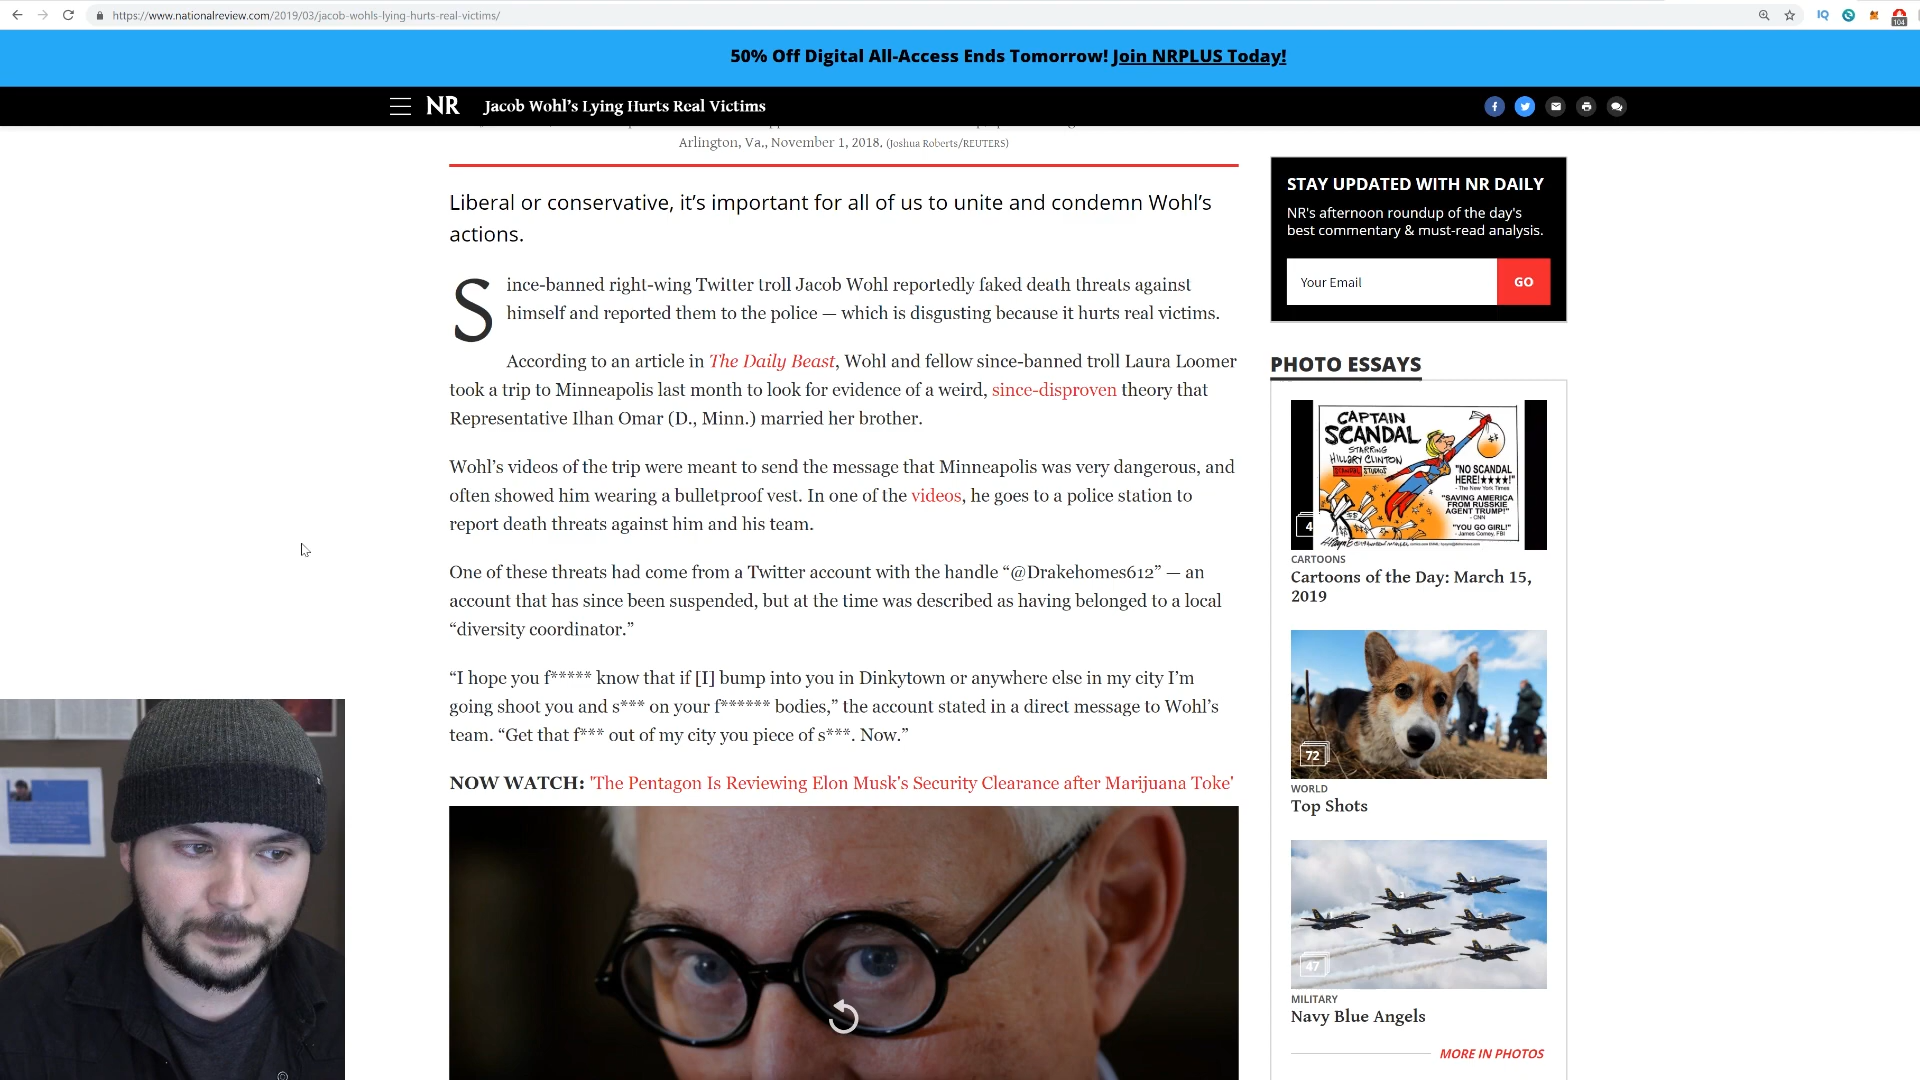 https://www.nationalreview.com/2019/03/jacob-wohls-lying-hurts-real-victims/
IQ
104
50% Off Digital All-Access Ends Tomorrow! Join NRPLUS Today!
NR
Jacob Wohl's Lying Hurts Real Victims
Arlington, Va., November 1, 2018. (Joshua Roberts/REUTERS)
Liberal or conservative, it's important for all of us to unite and condemn Wohl's
actions.
Since-banned right-wing Twitter troll Jacob Wohl reportedly faked death threats against
himself and reported them to the police — which is disgusting because it hurts real victims.
According to an article in The Daily Beast, Wohl and fellow since-banned troll Laura Loomer
took a trip to Minneapolis last month to look for evidence of a weird, since-disproven theory that
Representative Ilhan Omar (D., Minn.) married her brother.
Wohl's videos of the trip were meant to send the message that Minneapolis was very dangerous, and
often showed him wearing a bulletproof vest. In one of the videos, he goes to a police station to
report death threats against him and his team.
One of these threats had come from a Twitter account with the handle “@Drakehomes612” — an
account that has since been suspended, but at the time was described as having belonged to a local
“diversity coordinator.”
“I hope you f***** know that if [I] bump into you in Dinkytown or anywhere else in my city I'm
going shoot you and s*** on your f****** bodies,” the account stated in a direct message to Wohl's
team. “Get that f*** out of my city you piece of s***. Now.”
NOW WATCH: 'The Pentagon Is Reviewing Elon Musk's Security Clearance after Marijuana Toke'
STAY UPDATED WITH NR DAILY
NR's afternoon roundup of the day's
best commentary & must-read analysis.
Your Email
GO
PHOTO ESSAYS
CAPTAIN
SCANDAL
STARRING
HILLARY CLINTON
SCANDAL STUDIOS
$$
"NO SCANDAL
HERE!★★★★!"
- The New York Times
"SAVING AMERICA
FROM RUSSKIE
AGENT TRUMP!"
- CNN
"YOU GO GIRL!"
- James Comey, FBI
4
CARTOONS
Cartoons of the Day: March 15,
2019
72
WORLD
Top Shots
47
MILITARY
Navy Blue Angels
MORE IN PHOTOS